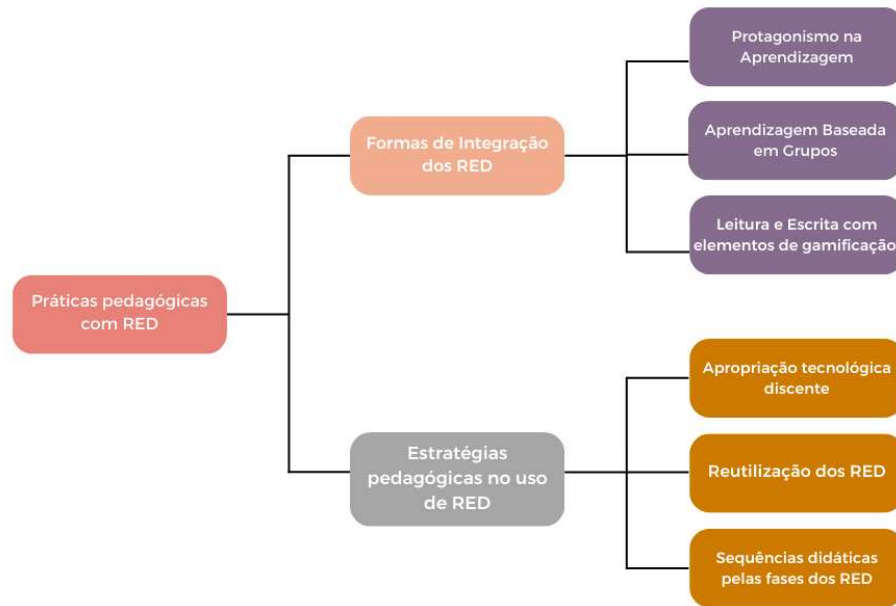 Práticas pedagógicas
com RED
Formas de Integração
dos RED
Protagonismo na
Aprendizagem
Aprendizagem Baseada
em Grupos
Leitura e Escrita com
elementos de gamificação
Estratégias
pedagógicas no uso
de RED
Apropriação tecnológica
discente
Reutilização dos RED
Sequências didáticas
pelas fases dos RED